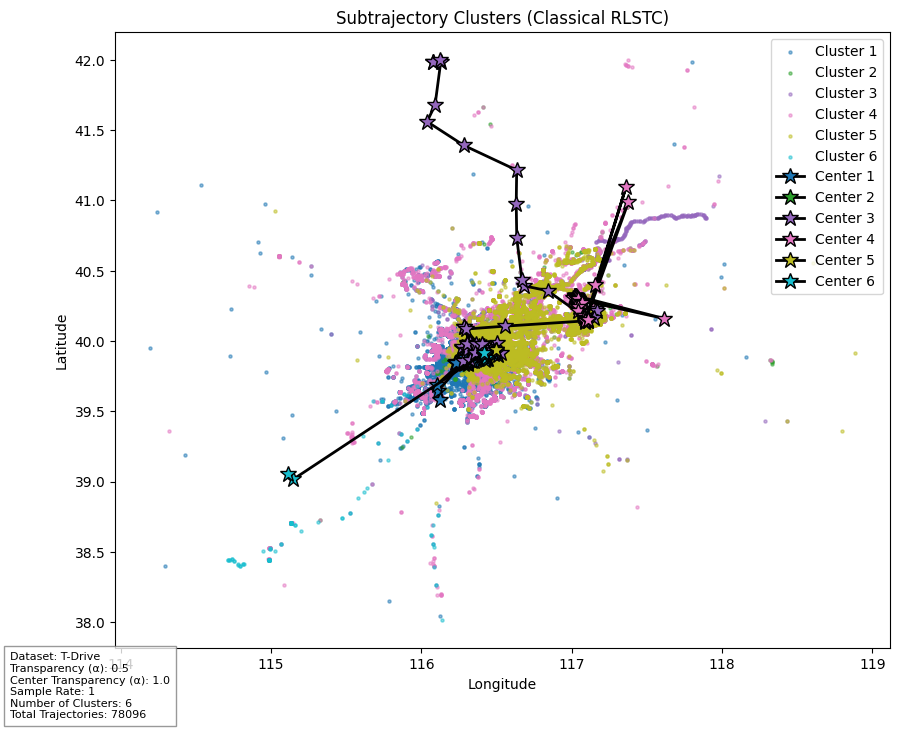 Subtrajectory Clusters (Classical RLSTC)
42.0
41.5
41.0
40.5
40.0
39.5
39.0
38.5
38.0
Latitude
Cluster 1
Cluster 2
Cluster 3
Cluster 4
Cluster 5
Cluster 6
Center 1
Center 2
Center 3
Center 4
Center 5
Center 6
114
115
116
117
118
119
Longitude
Dataset: T-Drive
Transparency (α): 0.5
Center Transparency (α): 1.0
Sample Rate: 1
Number of Clusters: 6
Total Trajectories: 78096